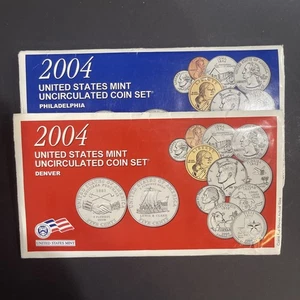 2004
UNITED STATES MINT
UNCIRCULATED COIN SET
PHILADELPHIA
2004
UNITED STATES MINT
UNCIRCULATED COIN SET
DENVER
UNITED STATES MINT